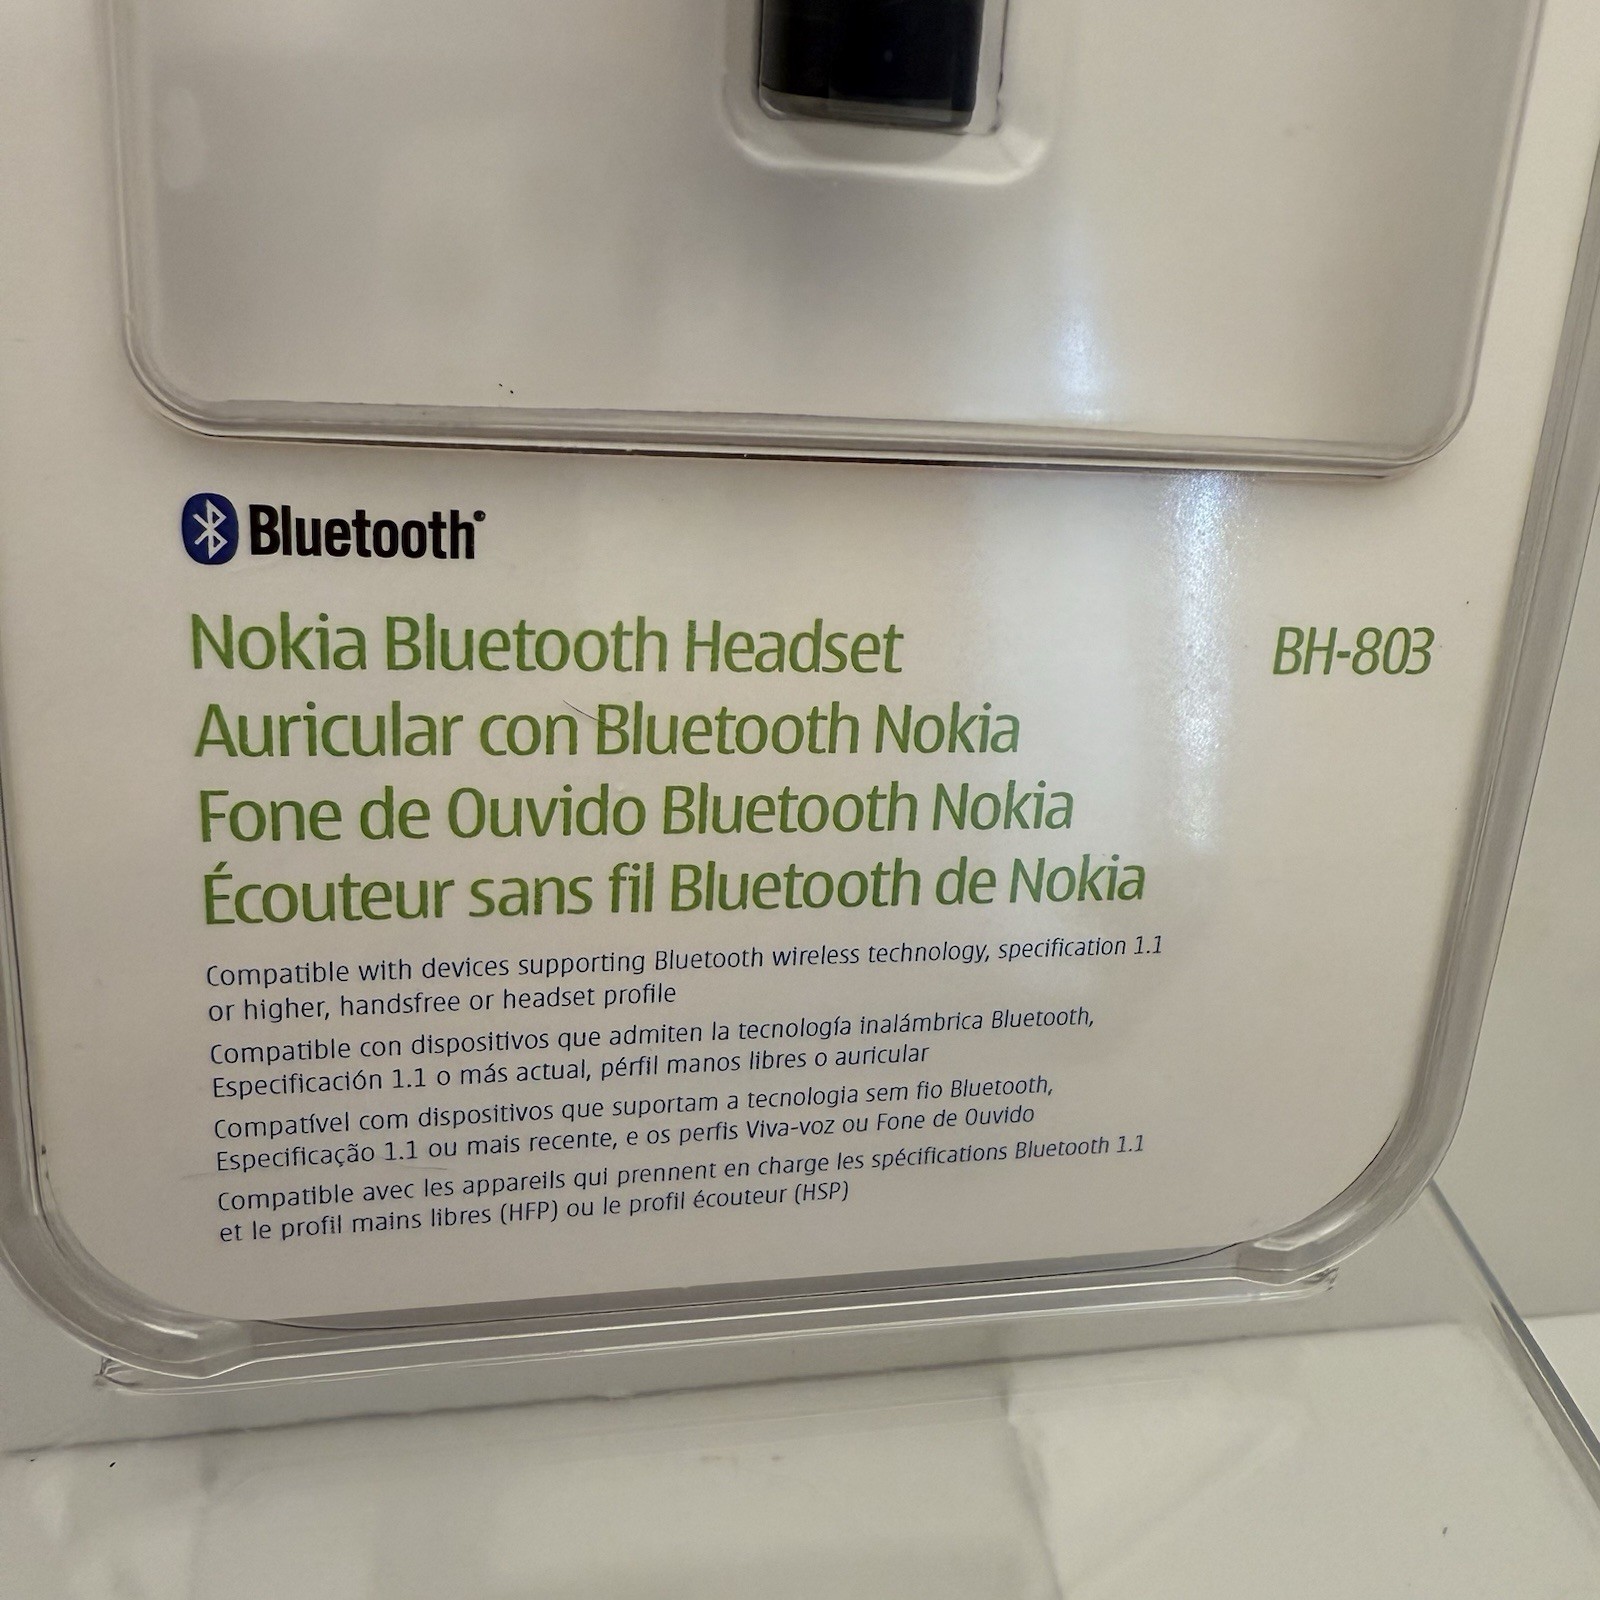 Bluetooth®
Nokia Bluetooth Headset BH-803
Auricular con Bluetooth Nokia
Fone de Ouvido Bluetooth Nokia
Écouteur sans fil Bluetooth de Nokia
Compatible with devices supporting Bluetooth wireless technology, specification 1.1
or higher, handsfree or headset profile
Compatible con dispositivos que admiten la tecnología inalámbrica Bluetooth,
Especificación 1.1 o más actual, pérfil manos libres o auricular
Compatível com dispositivos que suportam a tecnologia sem fio Bluetooth,
Especificação 1.1 ou mais recente, e os perfis Viva-voz ou Fone de Ouvido
Compatible avec les appareils qui prennent en charge les spécifications Bluetooth 1.1
et le profil mains libres (HFP) ou le profil écouteur (HSP)